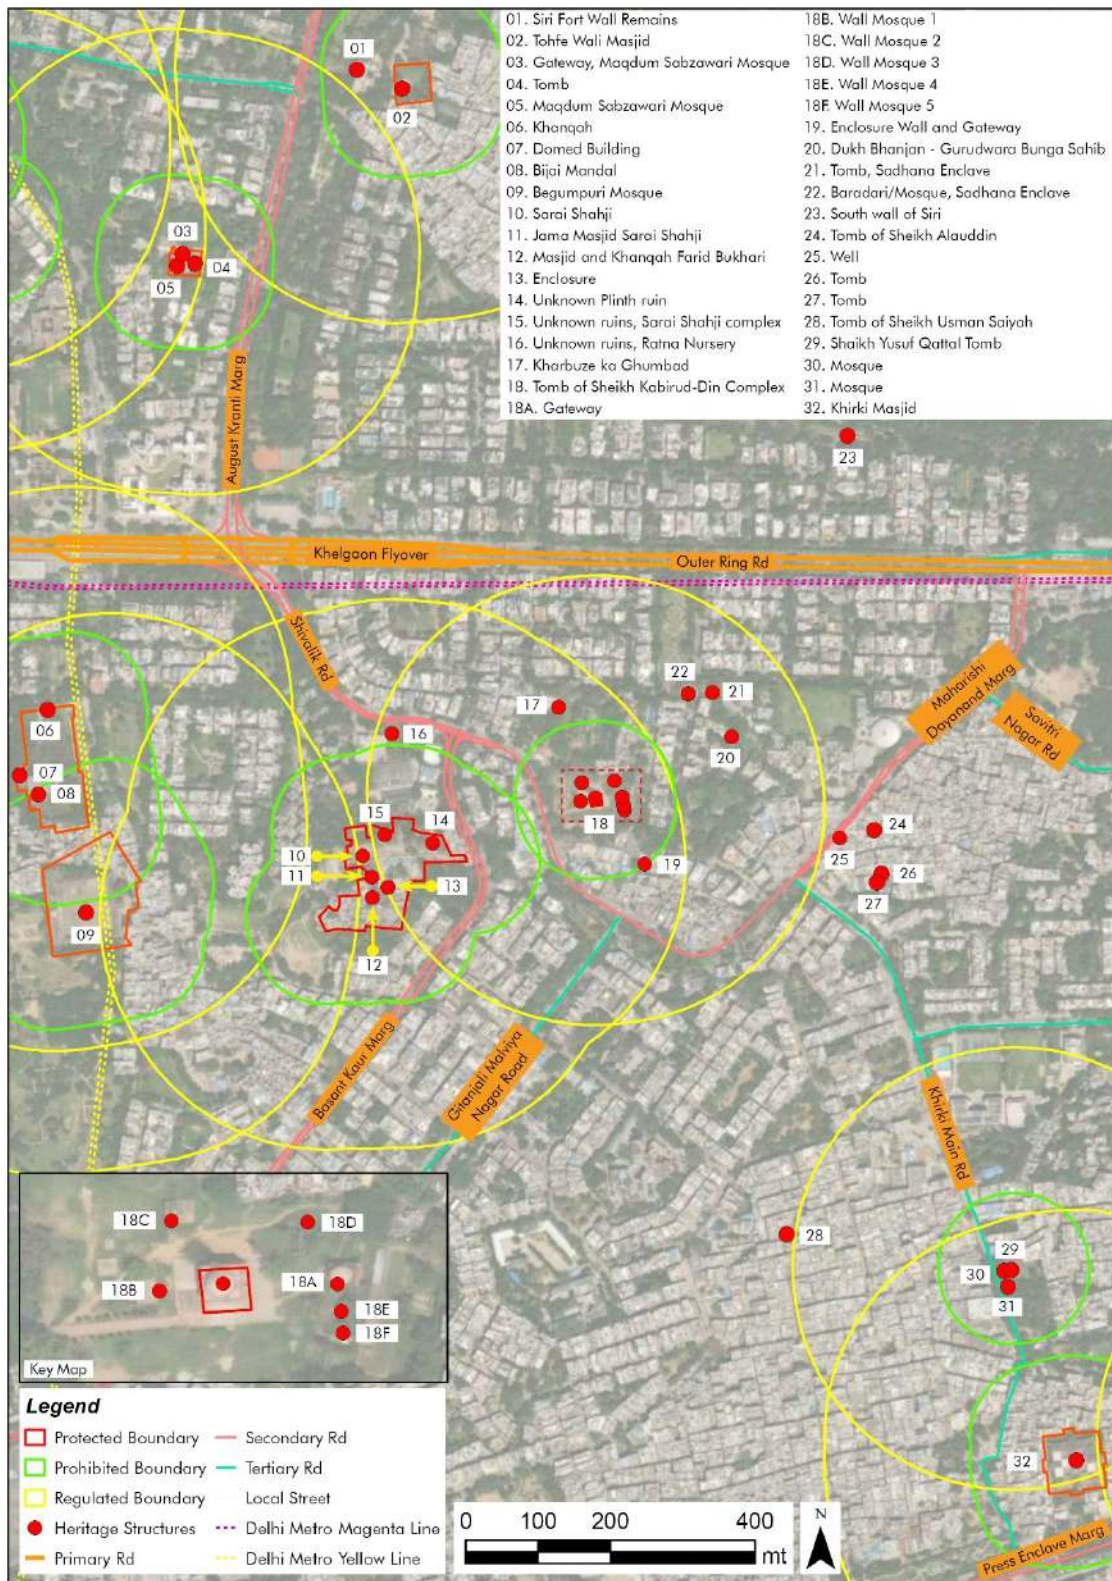 01. Siri Fort Wall Remains
02. Tohfe Wali Masjid
03. Gateway, Maqdum Sabzawari Mosque
04. Tomb
05. Maqdum Sabzawari Mosque
06. Khanqah
07. Domed Building
08. Bijai Mandal
09. Begumpuri Mosque
10. Sarai Shahji
11. Jama Masjid Sarai Shahji
12. Masjid and Khanqah Farid Bukhari
13. Enclosure
14. Unknown Plinth ruin
15. Unknown ruins, Sarai Shahji complex
16. Unknown ruins, Ratna Nursery
17. Kharbuze ka Ghumbad
18. Tomb of Sheikh Kabirud-Din Complex
18A. Gateway
18B. Wall Mosque 1
18C. Wall Mosque 2
18D. Wall Mosque 3
18E. Wall Mosque 4
18F. Wall Mosque 5
19. Enclosure Wall and Gateway
20. Dukh Bhanjan - Gurudwara Bunga Sahib
21. Tomb, Sadhana Enclave
22. Baradari/Mosque, Sadhana Enclave
23. South wall of Siri
24. Tomb of Sheikh Alauddin
25. Well
26. Tomb
27. Tomb
28. Tomb of Sheikh Usman Saiyah
29. Shaikh Yusuf Qattal Tomb
30. Mosque
31. Mosque
32. Khirki Masjid
01
02
03
04
05
August Kranti Marg
23
Khelgaon Flyover
Outer Ring Rd
Shivalik Rd
Maharishi
Dayanand Marg
Savitri
Nagar Rd
22
21
17
20
16
06
07
08
09
15
14
10
11
13
12
18
19
24
25
26
27
Basant Kaur Marg
Gitanjali Malviya
Nagar Road
Khirki Main Rd
28
29
30
31
32
Press Enclave Marg
18C
18D
18B
18A
18E
18F
Key Map
Legend
Protected Boundary
Prohibited Boundary
Regulated Boundary
Heritage Structures
Primary Rd
Secondary Rd
Tertiary Rd
Local Street
Delhi Metro Magenta Line
Delhi Metro Yellow Line
0 100 200 400
mt
N